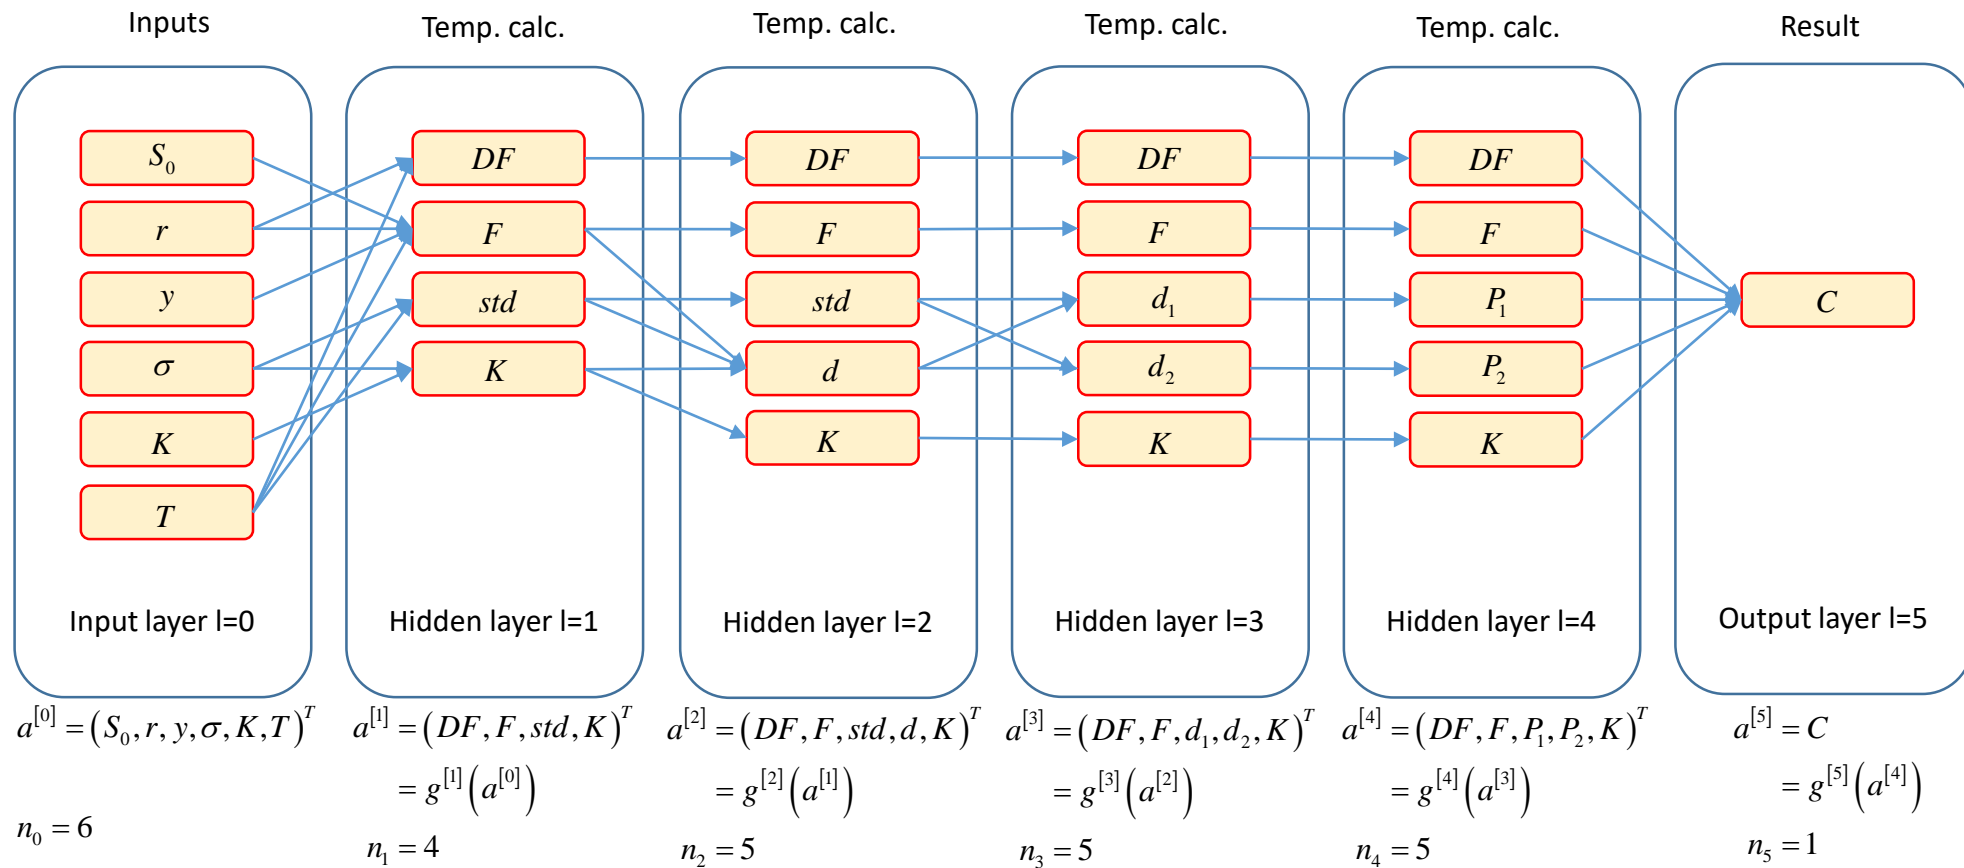 Inputs
Temp. calc.
Temp. calc.
Temp. calc.
Temp. calc.
Result
S₀
r
y
σ
K
T
Input layer l=0
DF
F
std
K
Hidden layer l=1
DF
F
std
d
K
Hidden layer l=2
DF
F
d₁
d₂
K
Hidden layer l=3
DF
F
P₁
P₂
K
Hidden layer l=4
C
Output layer l=5
a^[0] = (S₀, r, y, σ, K, T)^T
n₀ = 6
a^[1] = (DF, F, std, K)^T
= g^[1](a^[0])
n₁ = 4
a^[2] = (DF, F, std, d, K)^T
= g^[2](a^[1])
n₂ = 5
a^[3] = (DF, F, d₁, d₂, K)^T
= g^[3](a^[2])
n₃ = 5
a^[4] = (DF, F, P₁, P₂, K)^T
= g^[4](a^[3])
n₄ = 5
a^[5] = C
= g^[5](a^[4])
n₅ = 1